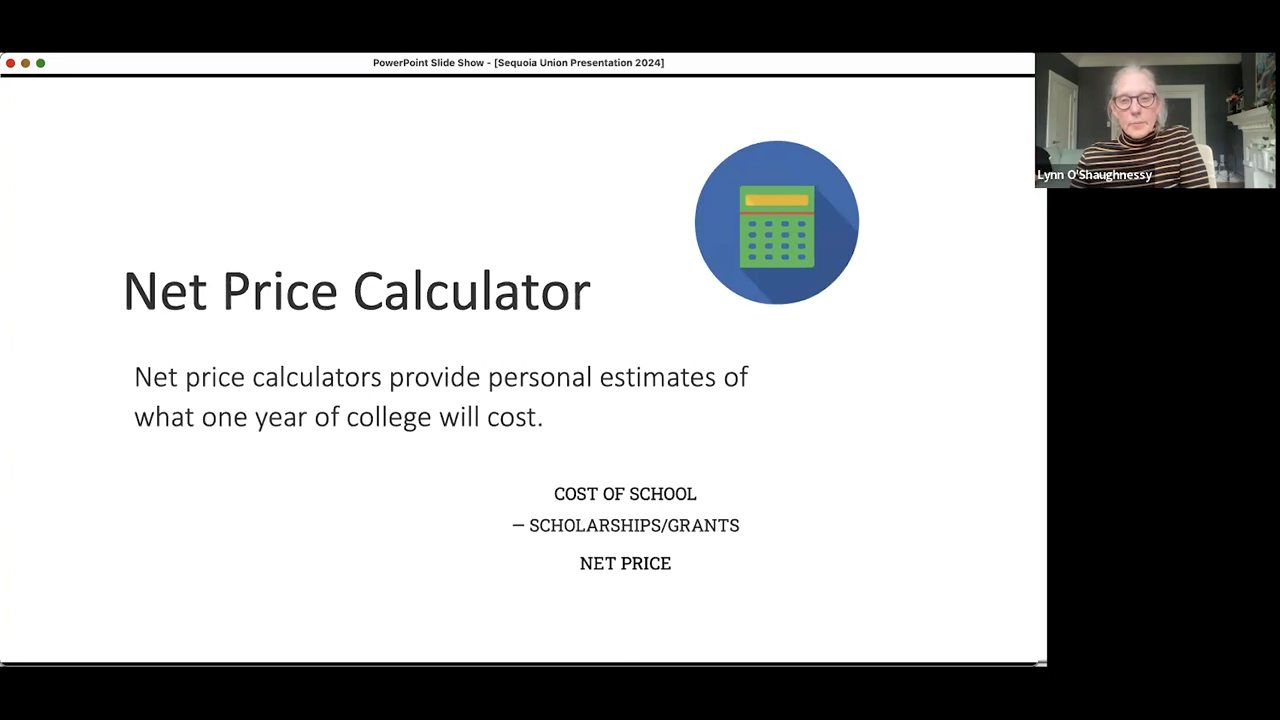 PowerPoint Slide Show - [Sequoia Union Presentation 2024]
Lynn O'Shaughnessy
Net Price Calculator
Net price calculators provide personal estimates of
what one year of college will cost.
COST OF SCHOOL
– SCHOLARSHIPS/GRANTS
NET PRICE